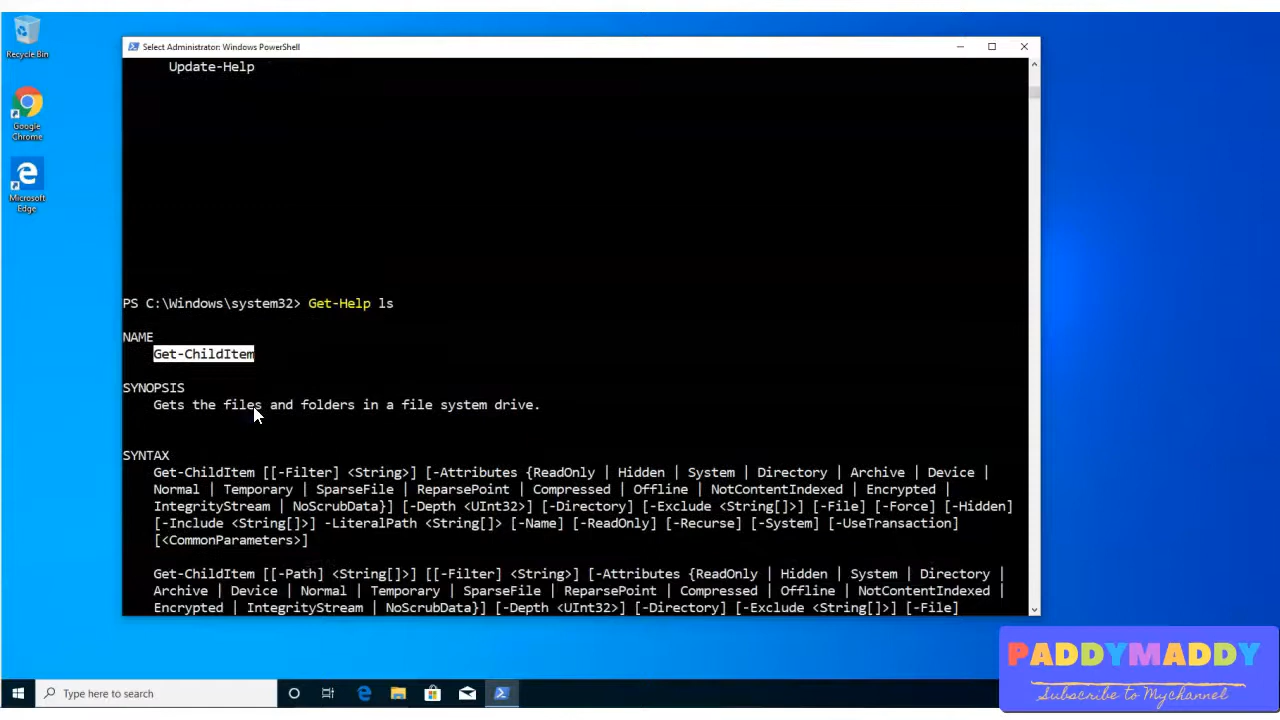 Recycle Bin
Google
Chrome
Microsoft
Edge
Select Administrator: Windows PowerShell
Update-Help
PS C:\Windows\system32> Get-Help ls
NAME
Get-ChildItem
SYNOPSIS
Gets the files and folders in a file system drive.
SYNTAX
Get-ChildItem [[-Filter] <String>] [-Attributes {ReadOnly | Hidden | System | Directory | Archive | Device |
Normal | Temporary | SparseFile | ReparsePoint | Compressed | Offline | NotContentIndexed | Encrypted |
IntegrityStream | NoScrubData}] [-Depth <UInt32>] [-Directory] [-Exclude <String[]>] [-File] [-Force] [-Hidden]
[-Include <String[]>] -LiteralPath <String[]> [-Name] [-ReadOnly] [-Recurse] [-System] [-UseTransaction]
[<CommonParameters>]
Get-ChildItem [[-Path] <String[]>] [[-Filter] <String>] [-Attributes {ReadOnly | Hidden | System | Directory |
Archive | Device | Normal | Temporary | SparseFile | ReparsePoint | Compressed | Offline | NotContentIndexed |
Encrypted | IntegrityStream | NoScrubData}] [-Depth <UInt32>] [-Directory] [-Exclude <String[]>] [-File]
Type here to search
PADDYMADDY
Subscribe to Mychannel